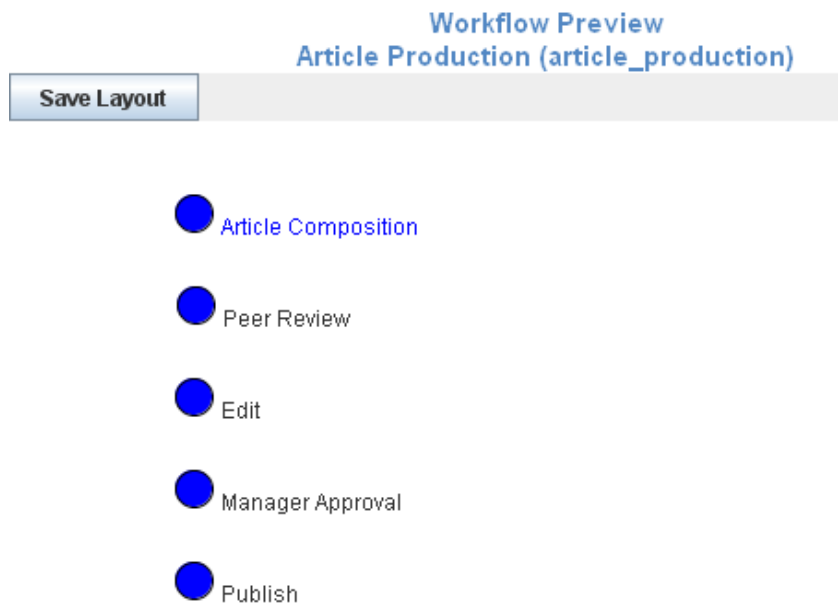 Workflow Preview
Article Production (article_production)
Save Layout
Article Composition
Peer Review
Edit
Manager Approval
Publish